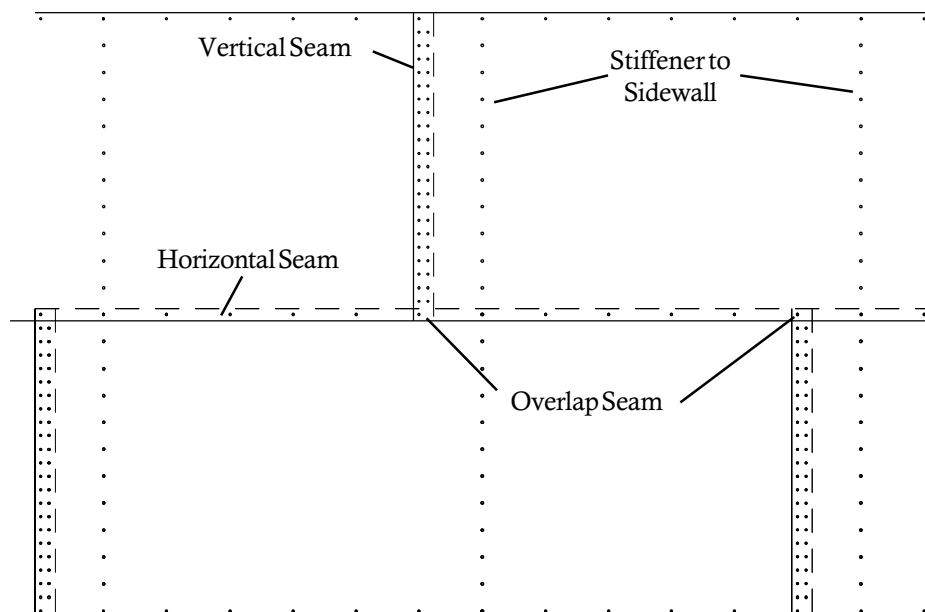 Vertical Seam
Stiffener to
Sidewall
Horizontal Seam
Overlap Seam